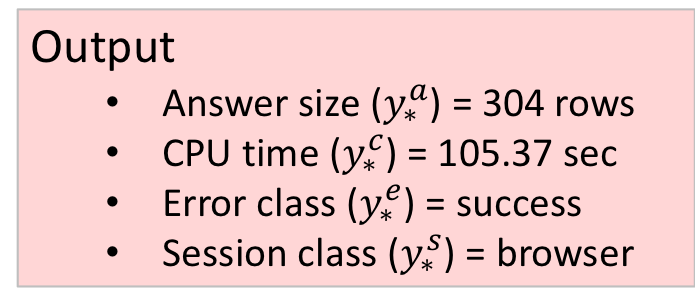 Output
• Answer size (y_*^a) = 304 rows
• CPU time (y_*^c) = 105.37 sec
• Error class (y_*^e) = success
• Session class (y_*^s) = browser